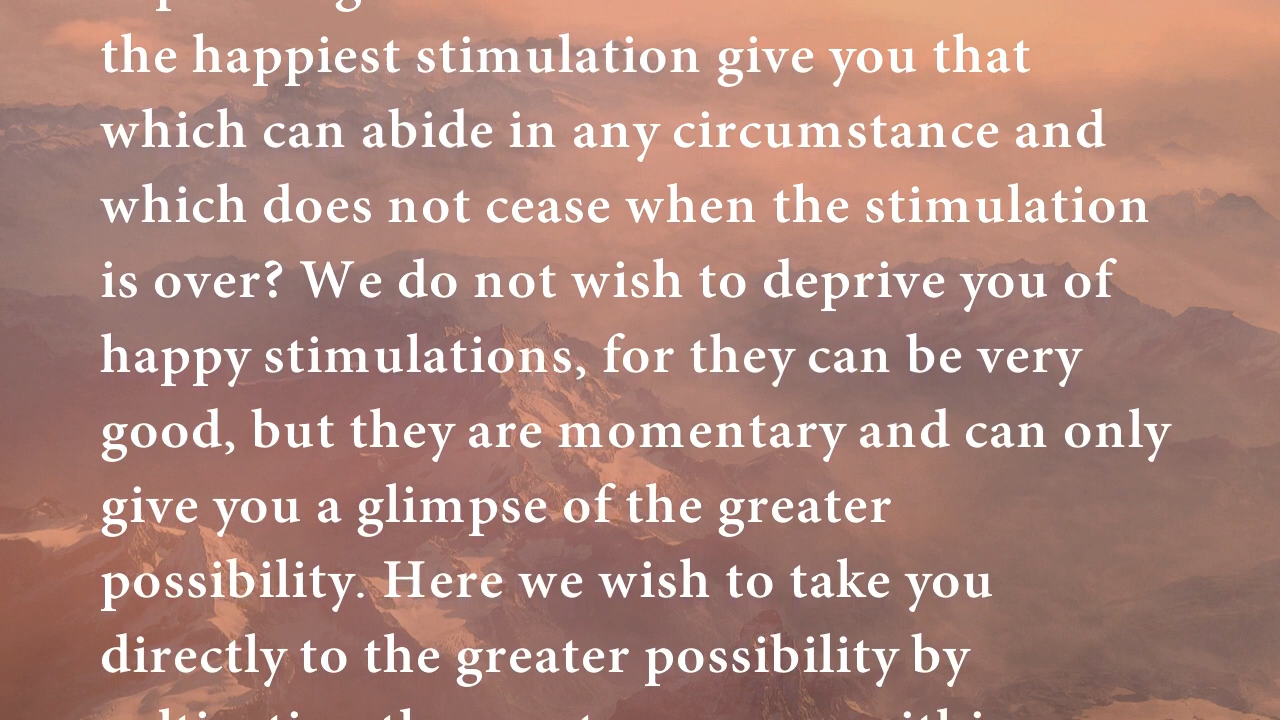 the happiest stimulation give you that
which can abide in any circumstance and
which does not cease when the stimulation
is over? We do not wish to deprive you of
happy stimulations, for they can be very
good, but they are momentary and can only
give you a glimpse of the greater
possibility. Here we wish to take you
directly to the greater possibility by